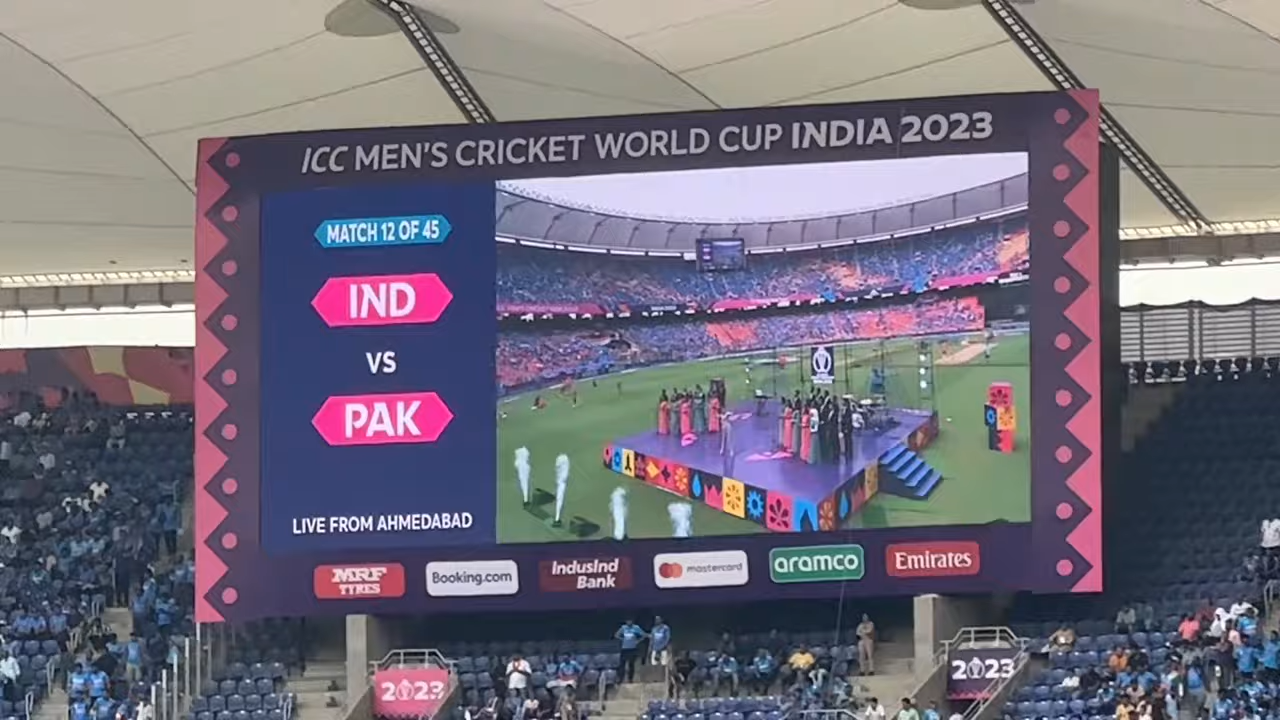 ICC MEN'S CRICKET WORLD CUP INDIA 2023
MATCH 12 OF 45
IND
VS
PAK
LIVE FROM AHMEDABAD
MRF
TYRES
Booking.com
IndusInd
Bank
mastercard
aramco
Emirates
2023
2023